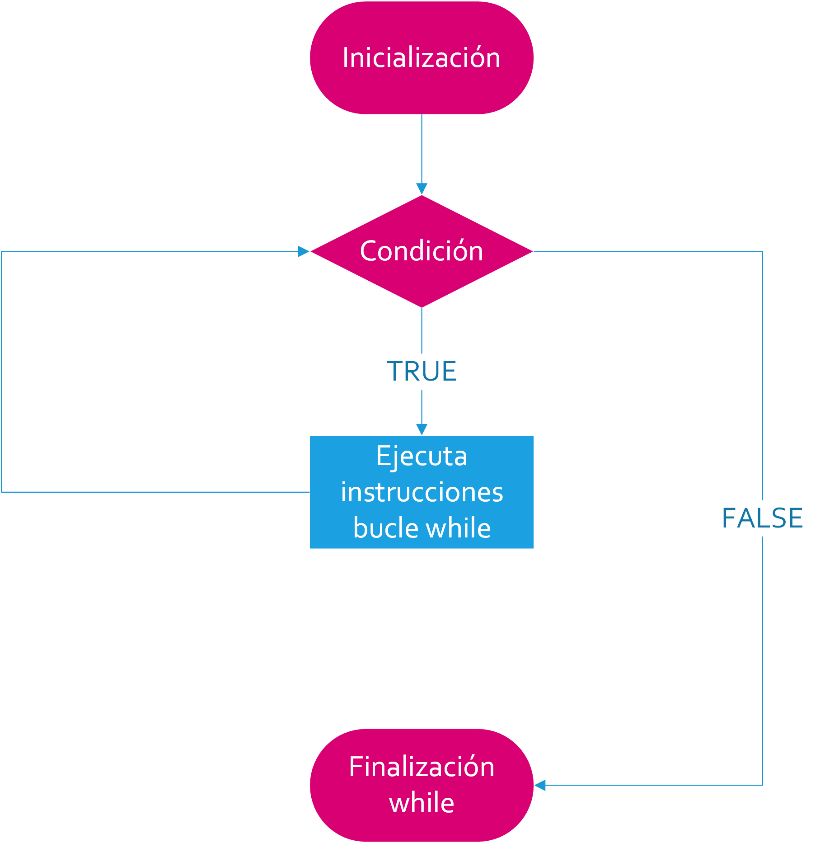 Inicialización
Condición
TRUE
Ejecuta
instrucciones
bucle while
FALSE
Finalización
while